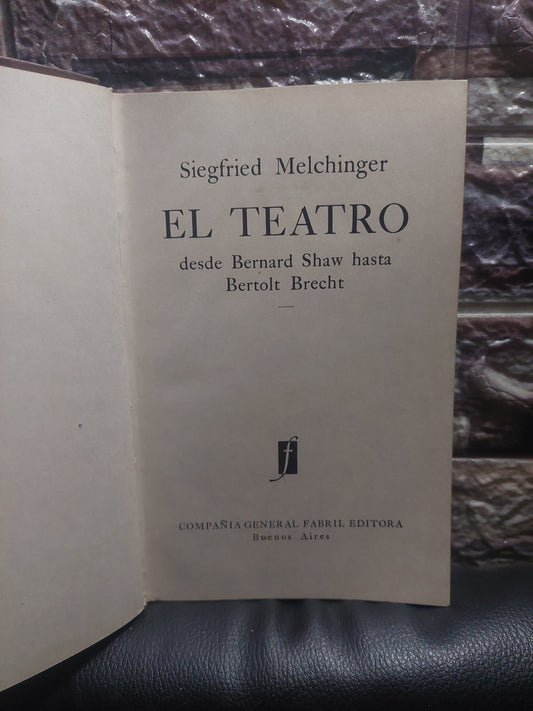 Siegfried Melchinger
EL TEATRO
desde Bernard Shaw hasta
Bertolt Brecht
f
COMPAÑIA GENERAL FABRIL EDITORA
Buenos Aires